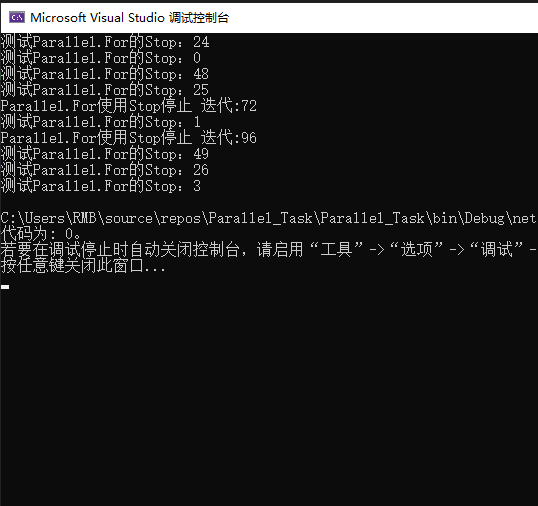 Microsoft Visual Studio 调试控制台
测试Parallel.For的Stop：24
测试Parallel.For的Stop：0
测试Parallel.For的Stop：48
测试Parallel.For的Stop：25
Parallel.For使用Stop停止 迭代:72
测试Parallel.For的Stop：1
Parallel.For使用Stop停止 迭代:96
测试Parallel.For的Stop：49
测试Parallel.For的Stop：26
测试Parallel.For的Stop：3
C:\Users\RMB\source\repos\Parallel_Task\Parallel_Task\bin\Debug\net
代码为: 0。
若要在调试停止时自动关闭控制台，请启用“工具”->“选项”->“调试”-
按任意键关闭此窗口...